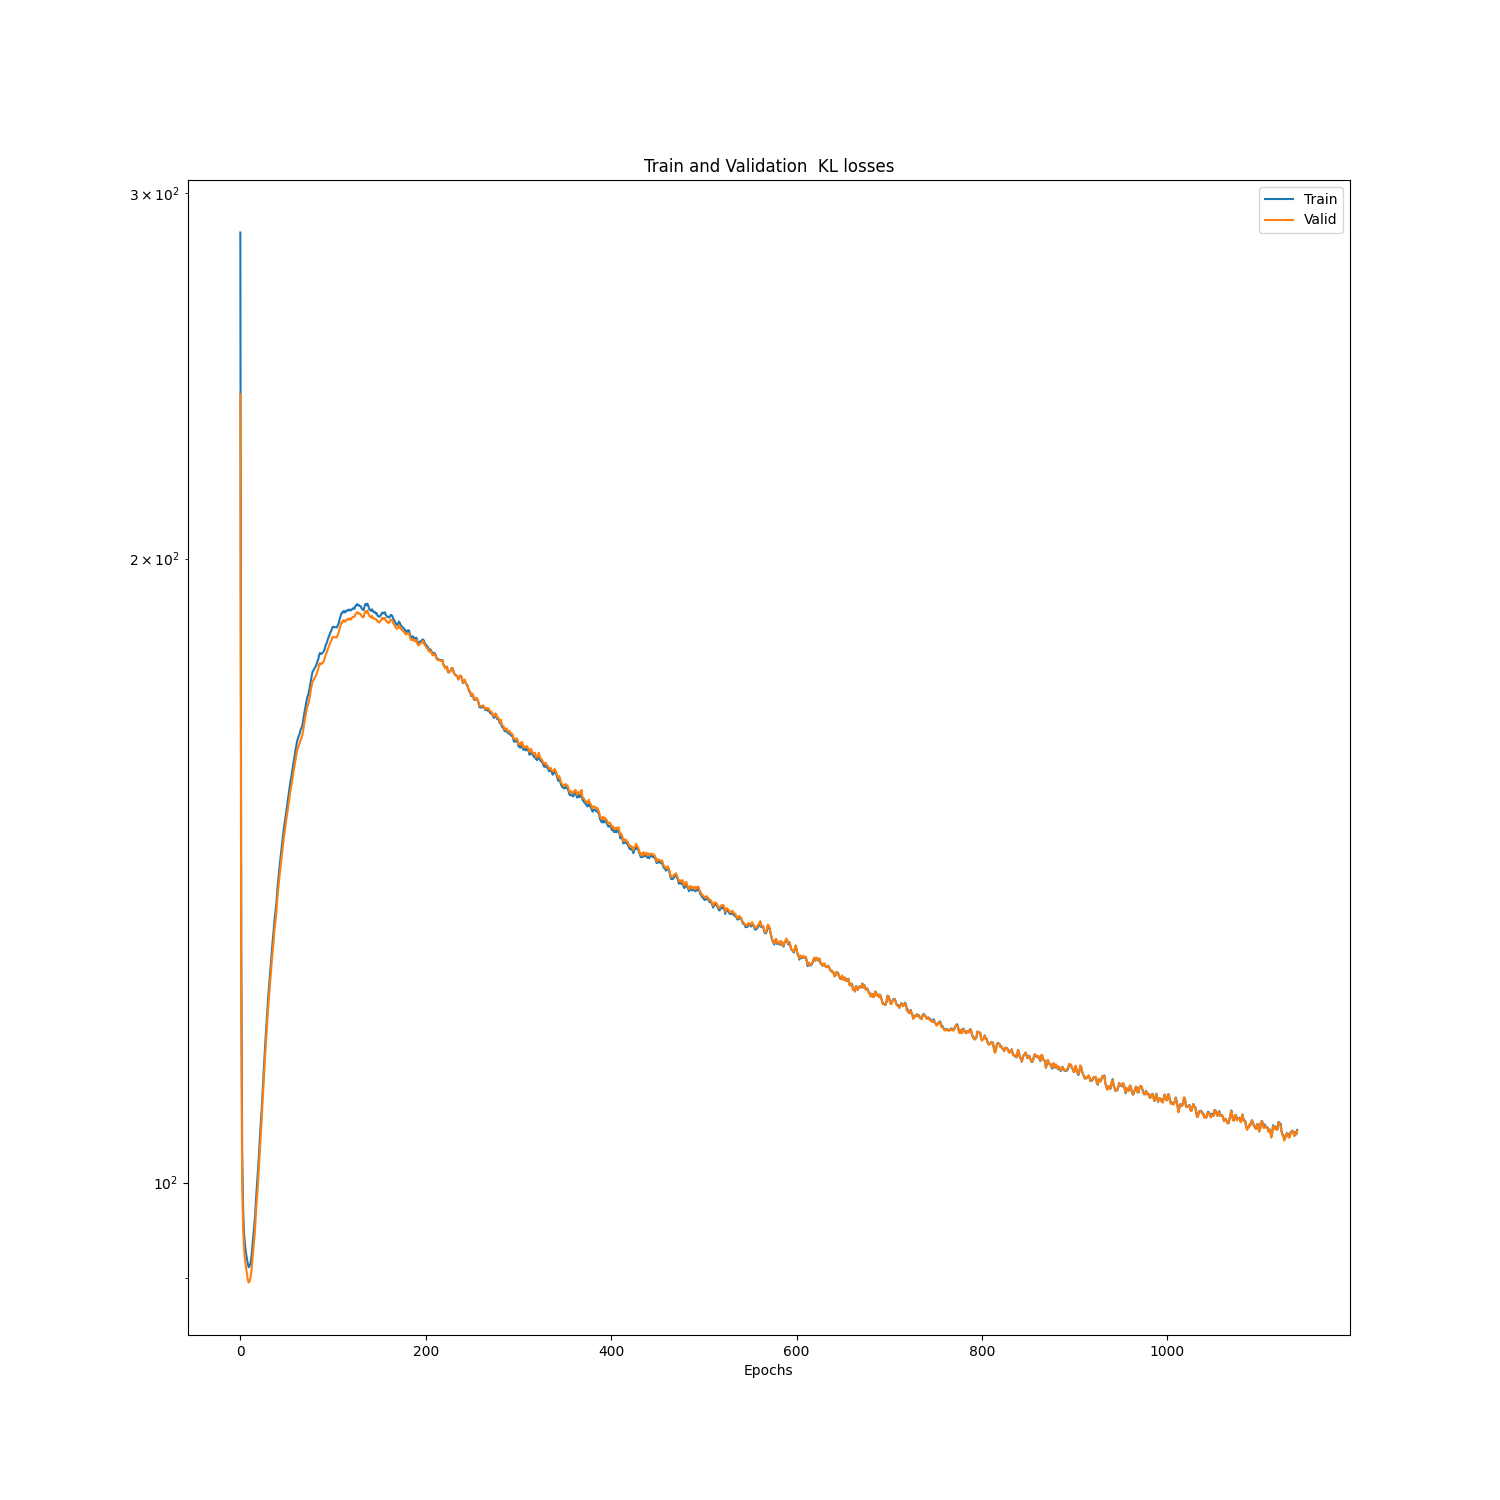 Train and Validation  KL losses
3 × 10²
Train
Valid
2 × 10²
10²
0 200 400 600 800 1000
Epochs